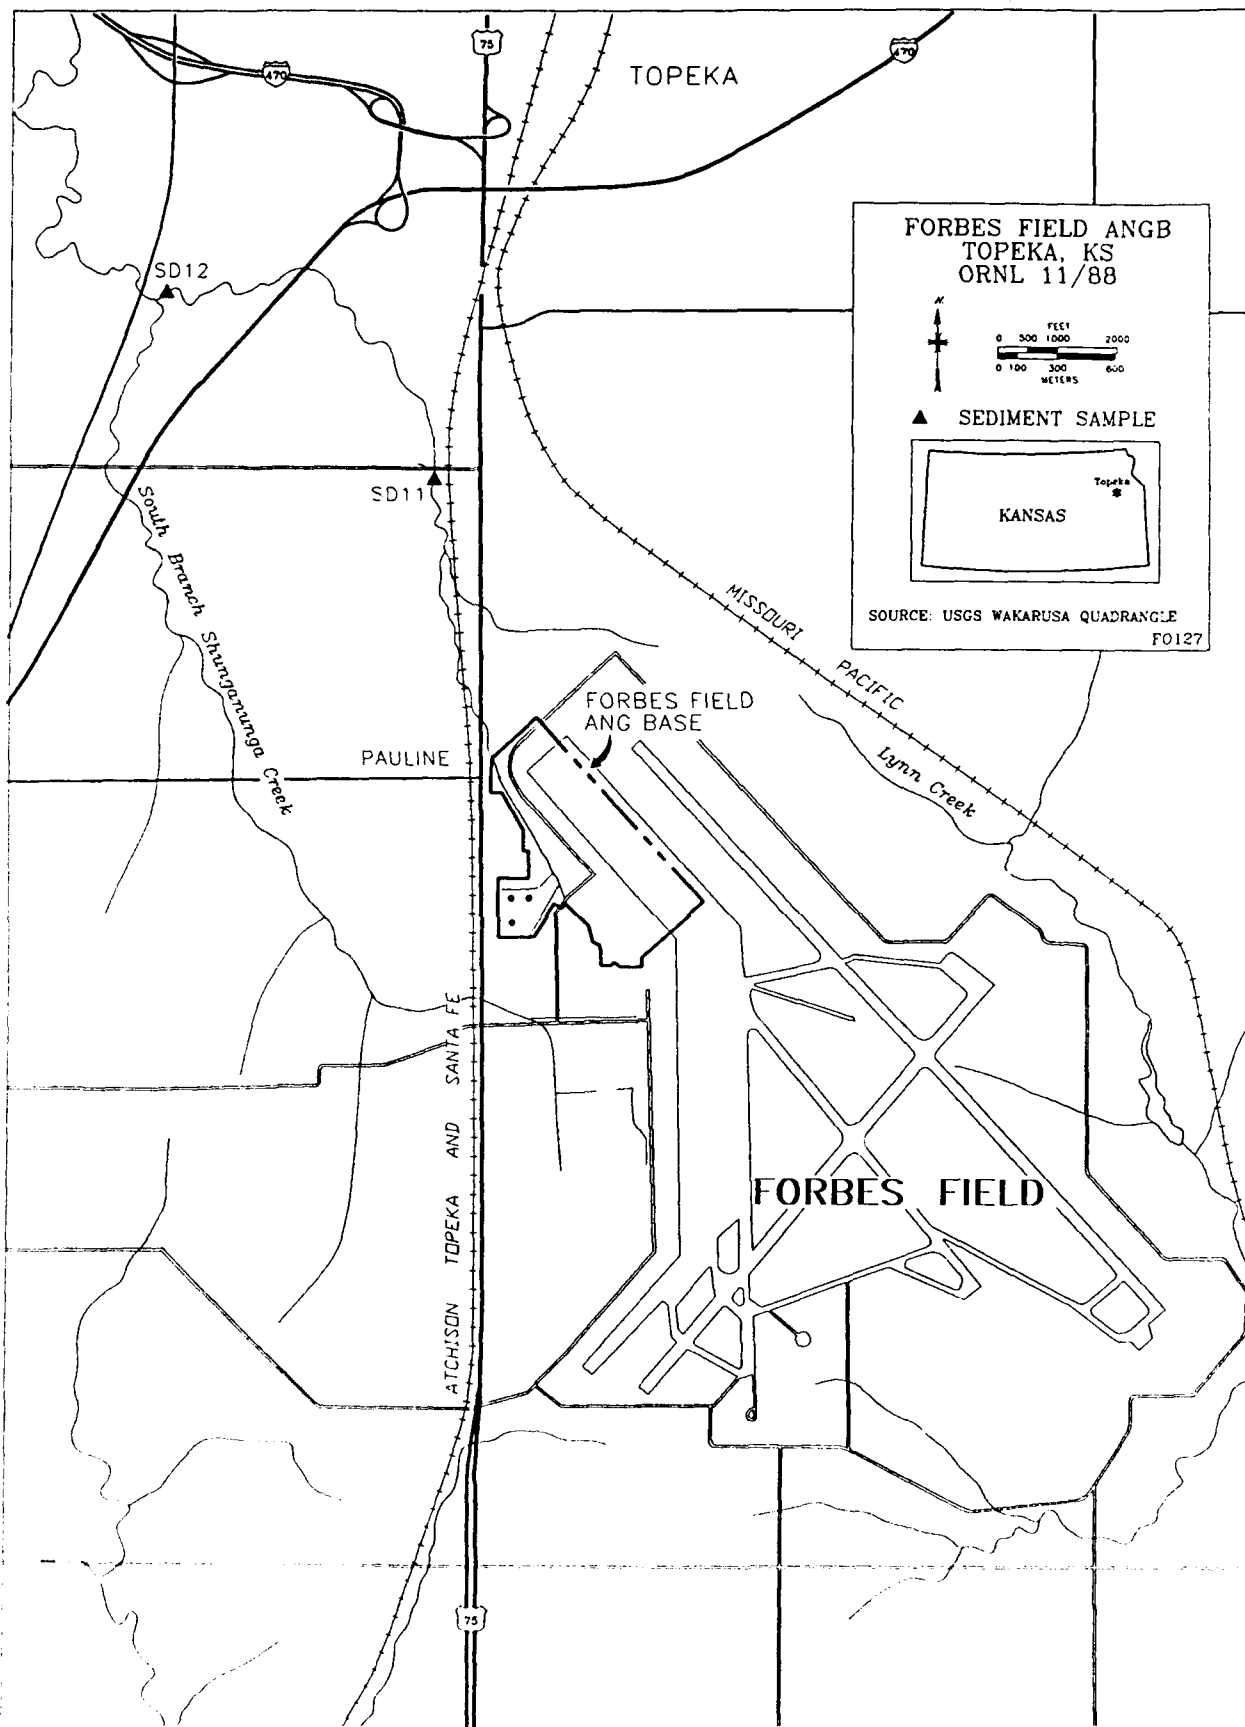 470
75
TOPEKA
470
FORBES FIELD ANGB
TOPEKA, KS
ORNL 11/88
N
FEET
0 500 1000 2000
0 100 300 600
METERS
SEDIMENT SAMPLE
Topeka
KANSAS
SOURCE: USGS WAKARUSA QUADRANGLE
FO127
SD12
SD11
South Branch Shunganunga Creek
MISSOURI PACIFIC
FORBES FIELD
ANG BASE
PAULINE
Lynn Creek
ATCHISON TOPEKA AND SANTA FE
FORBES FIELD
75